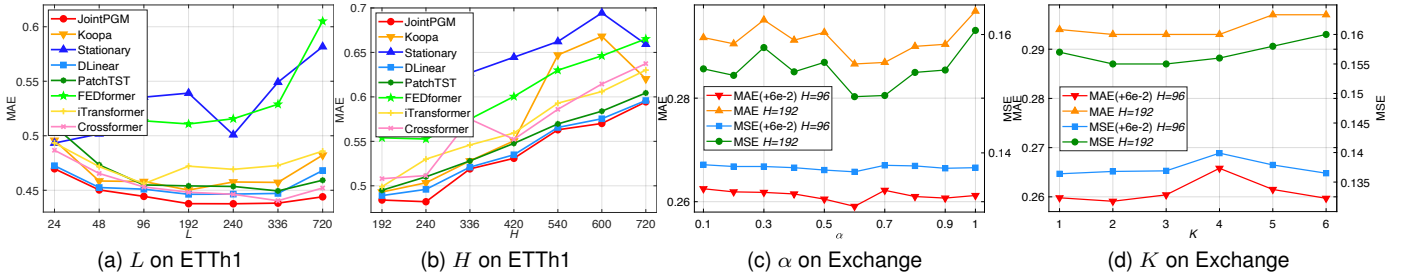 0.6
0.55
0.5
0.45
MAE
JointPGM
Koopa
Stationary
DLinear
PatchTST
FEDformer
iTransformer
Crossformer
24 48 96 192 240 336 720
L
(a) L on ETTh1
0.7
0.65
0.6
0.55
0.5
MAE
JointPGM
Koopa
Stationary
DLinear
PatchTST
FEDformer
iTransformer
Crossformer
192 240 336 420 540 600 720
H
(b) H on ETTh1
0.28
0.26
MAE
MAE(+6e-2) H=96
MAE H=192
MSE(+6e-2) H=96
MSE H=192
0.1 0.2 0.3 0.4 0.5 0.6 0.7 0.8 0.9 1
α
0.16
0.14
MSE
(c) α on Exchange
0.29
0.28
0.27
0.26
MAE
MAE(+6e-2) H=96
MAE H=192
MSE(+6e-2) H=96
MSE H=192
1 2 3 4 5 6
K
0.16
0.155
0.15
0.145
0.14
0.135
MSE
(d) K on Exchange